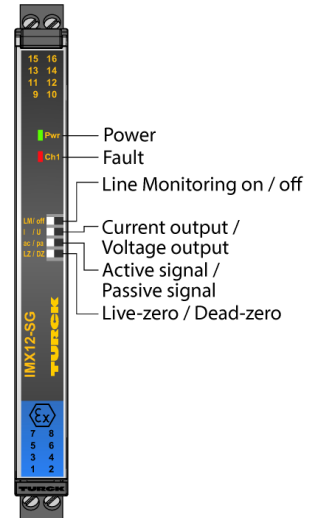 15 16
13 14
11 12
9 10
Pwr
Power
Ch1
Fault
Line Monitoring on / off
LM/ off
I / U
Current output /
Voltage output
ac / pa
Active signal /
Passive signal
LZ / DZ
Live-zero / Dead-zero
IMX12-SG
TURCK
Ex
7 8
5 6
3 4
1 2
TURCK